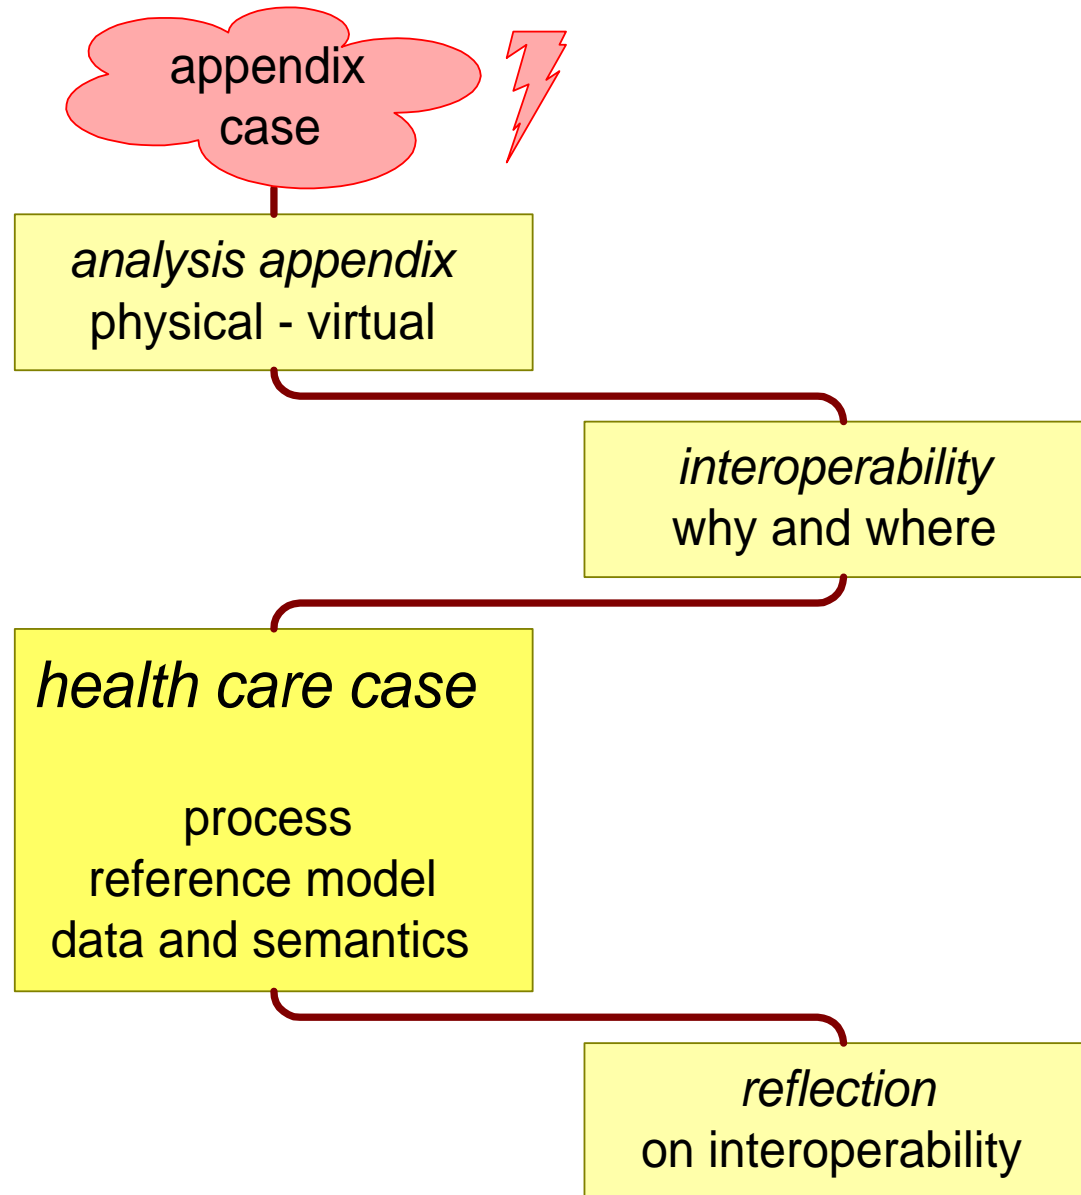 appendix
case
analysis appendix
physical - virtual
interoperability
why and where
health care case
process
reference model
data and semantics
reflection
on interoperability